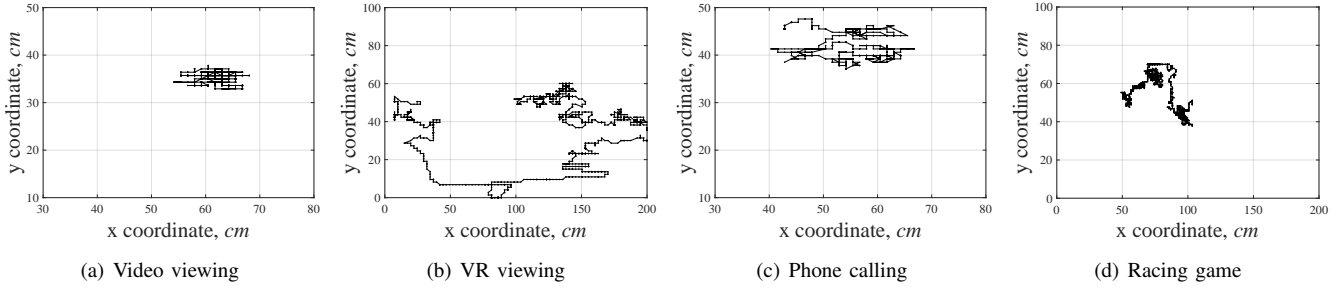 50
40
30
20
10
30 40 50 60 70 80
x coordinate, cm
y coordinate, cm
(a) Video viewing
100
80
60
40
20
0
0 50 100 150 200
x coordinate, cm
y coordinate, cm
(b) VR viewing
50
40
30
20
10
30 40 50 60 70 80
x coordinate, cm
y coordinate, cm
(c) Phone calling
100
80
60
40
20
0
0 50 100 150 200
x coordinate, cm
y coordinate, cm
(d) Racing game